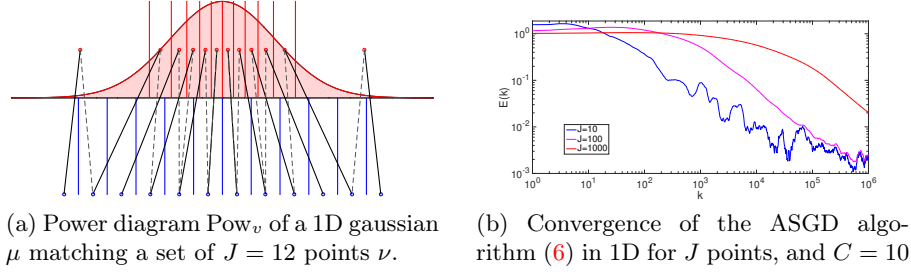 10^0
10^-1
10^-2
10^-3
E(k)
J=10
J=100
J=1000
10^0 10^1 10^2 10^3 10^4 10^5 10^6
k
(a) Power diagram Pow_v of a 1D gaussian
μ matching a set of J = 12 points ν.
(b) Convergence of the ASGD algo-
rithm (6) in 1D for J points, and C = 10